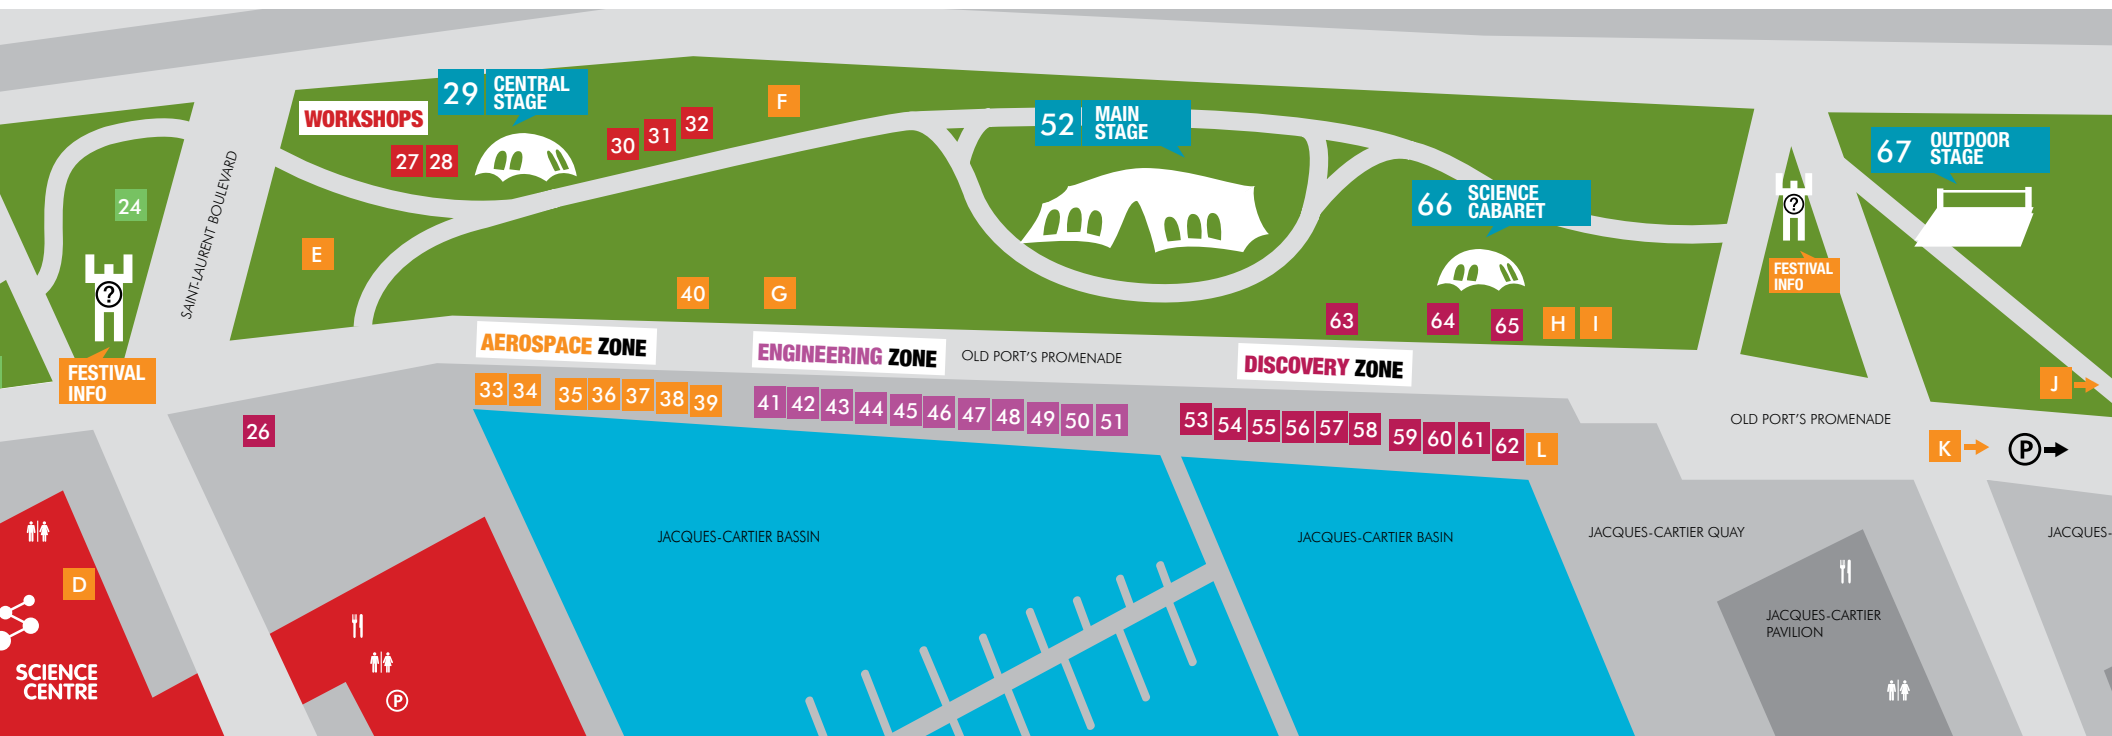 29 CENTRAL
STAGE
WORKSHOPS
27 28
30 31 32
F
52 MAIN
STAGE
67 OUTDOOR
STAGE
66 SCIENCE
CABARET
24
SAINT-LAURENT BOULEVARD
E
?
?
FESTIVAL
INFO
FESTIVAL
INFO
40
G
63 64 65 H I
AEROSPACE ZONE
ENGINEERING ZONE
OLD PORT'S PROMENADE
DISCOVERY ZONE
33 34 35 36 37 38 39
41 42 43 44 45 46 47 48 49 50 51
53 54 55 56 57 58 59 60 61 62 L
J
OLD PORT'S PROMENADE
26
K
P
JACQUES-CARTIER BASSIN
JACQUES-CARTIER BASIN
JACQUES-CARTIER QUAY
JACQUES-
D
JACQUES-CARTIER
PAVILION
SCIENCE
CENTRE
P